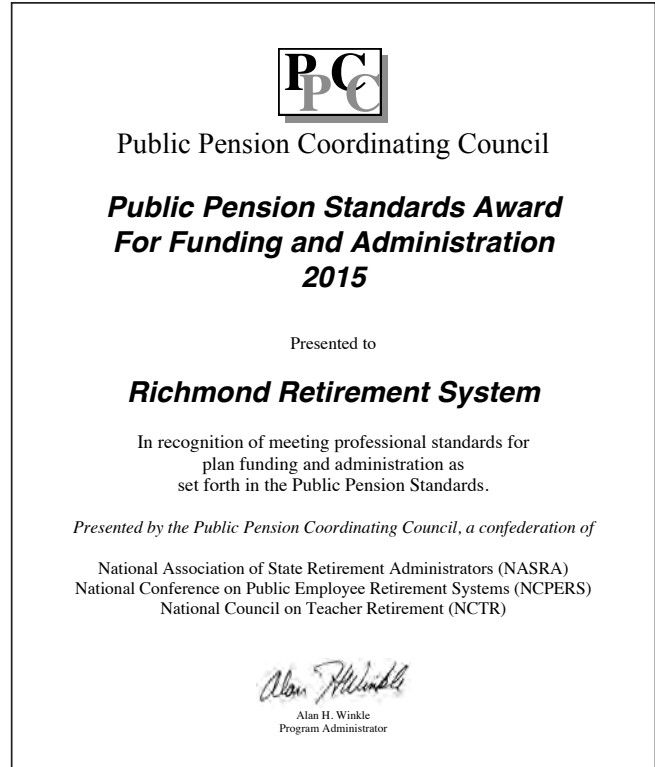 PPCC
Public Pension Coordinating Council
Public Pension Standards Award
For Funding and Administration
2015
Presented to
Richmond Retirement System
In recognition of meeting professional standards for
plan funding and administration as
set forth in the Public Pension Standards.
Presented by the Public Pension Coordinating Council, a confederation of
National Association of State Retirement Administrators (NASRA)
National Conference on Public Employee Retirement Systems (NCPERS)
National Council on Teacher Retirement (NCTR)
Alan H Winkle
Alan H. Winkle
Program Administrator